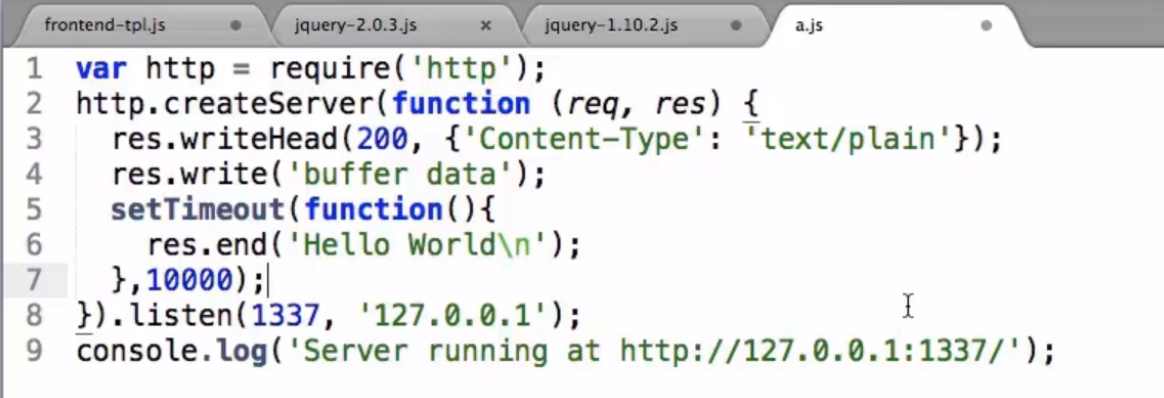 frontend-tpl.js jquery-2.0.3.js jquery-1.10.2.js a.js
1 var http = require('http');
2 http.createServer(function (req, res) {
3   res.writeHead(200, {'Content-Type': 'text/plain'});
4   res.write('buffer data');
5   setTimeout(function(){
6     res.end('Hello World\n');
7   },10000);
8 }).listen(1337, '127.0.0.1');
9 console.log('Server running at http://127.0.0.1:1337/');